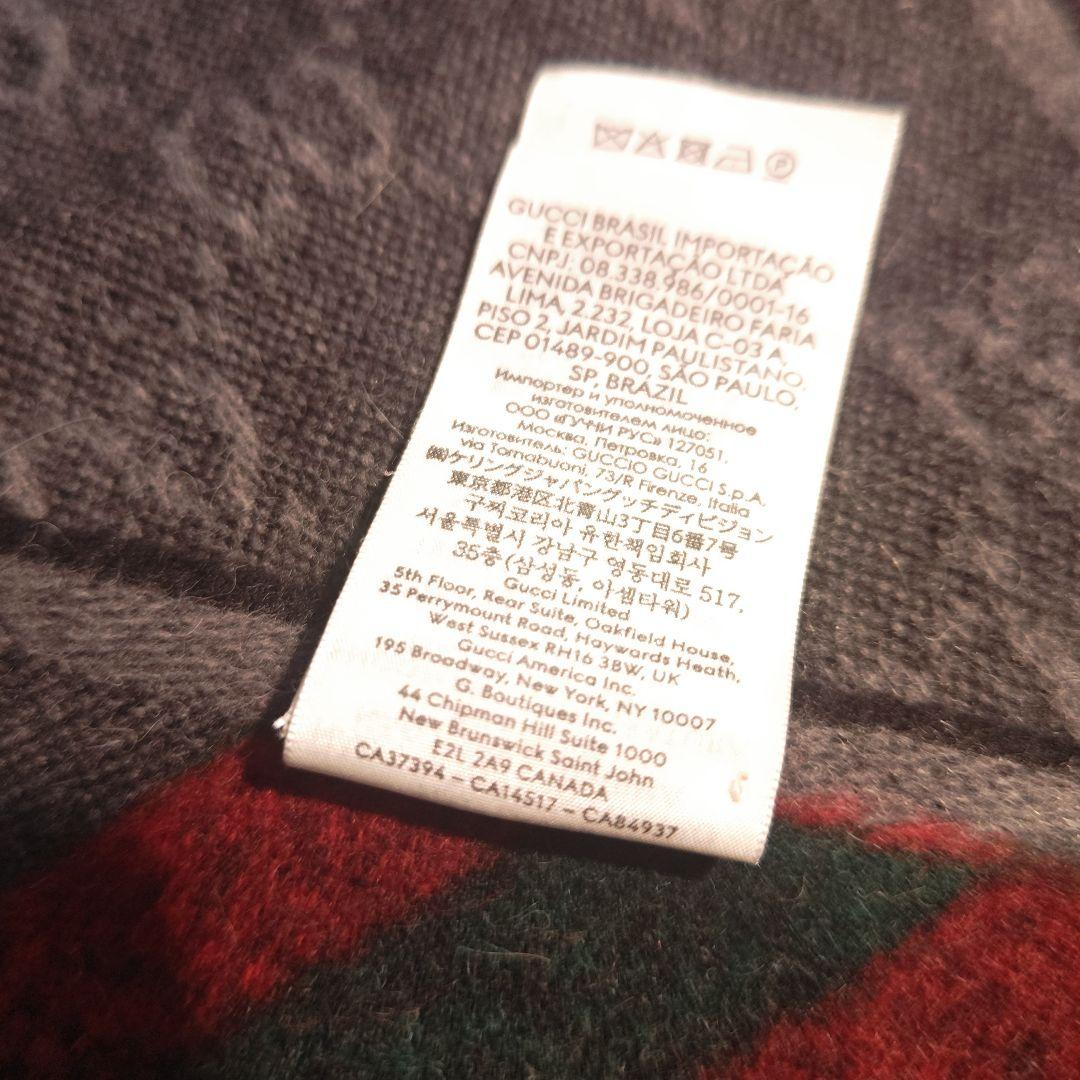 P
GUCCI BRASIL IMPORTAÇÃO
E EXPORTAÇÃO LTDA
CNPJ: 08.338.986/0001-16
AVENIDA BRIGADEIRO FARIA
LIMA, 2.232, LOJA C-03 A,
PISO 2, JARDIM PAULISTANO,
CEP 01489-900, SÃO PAULO,
SP, BRAZIL
Импортер и уполномоченное
изготовителем лицо:
ООО «ГУЧЧИ РУС» 127051,
Москва, Петровка, 16
Изготовитель: GUCCIO GUCCI S.p.A.
via Tornabuoni, 73/R Firenze, Italia
㈱ケリングジャパングッチディビジョン
東京都港区北青山3丁目6番7号
구찌코리아 유한책임회사
서울특별시 강남구 영동대로 517,
35층(삼성동, 아셈타워)
Gucci Limited
5th Floor, Rear Suite, Oakfield House,
35 Perrymount Road, Haywards Heath,
West Sussex RH16 3BW, UK
Gucci America Inc.
195 Broadway, New York, NY 10007
G. Boutiques Inc.
44 Chipman Hill Suite 1000
New Brunswick Saint John
E2L 2A9 CANADA
CA37394 – CA14517 – CA84937